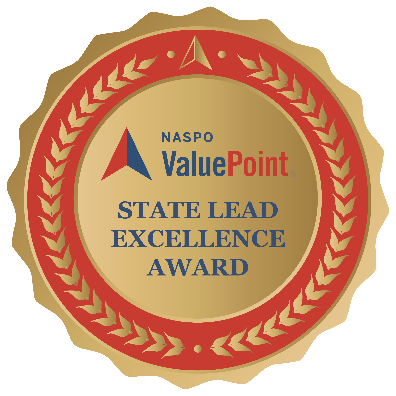 NASPO
ValuePoint
STATE LEAD
EXCELLENCE
AWARD